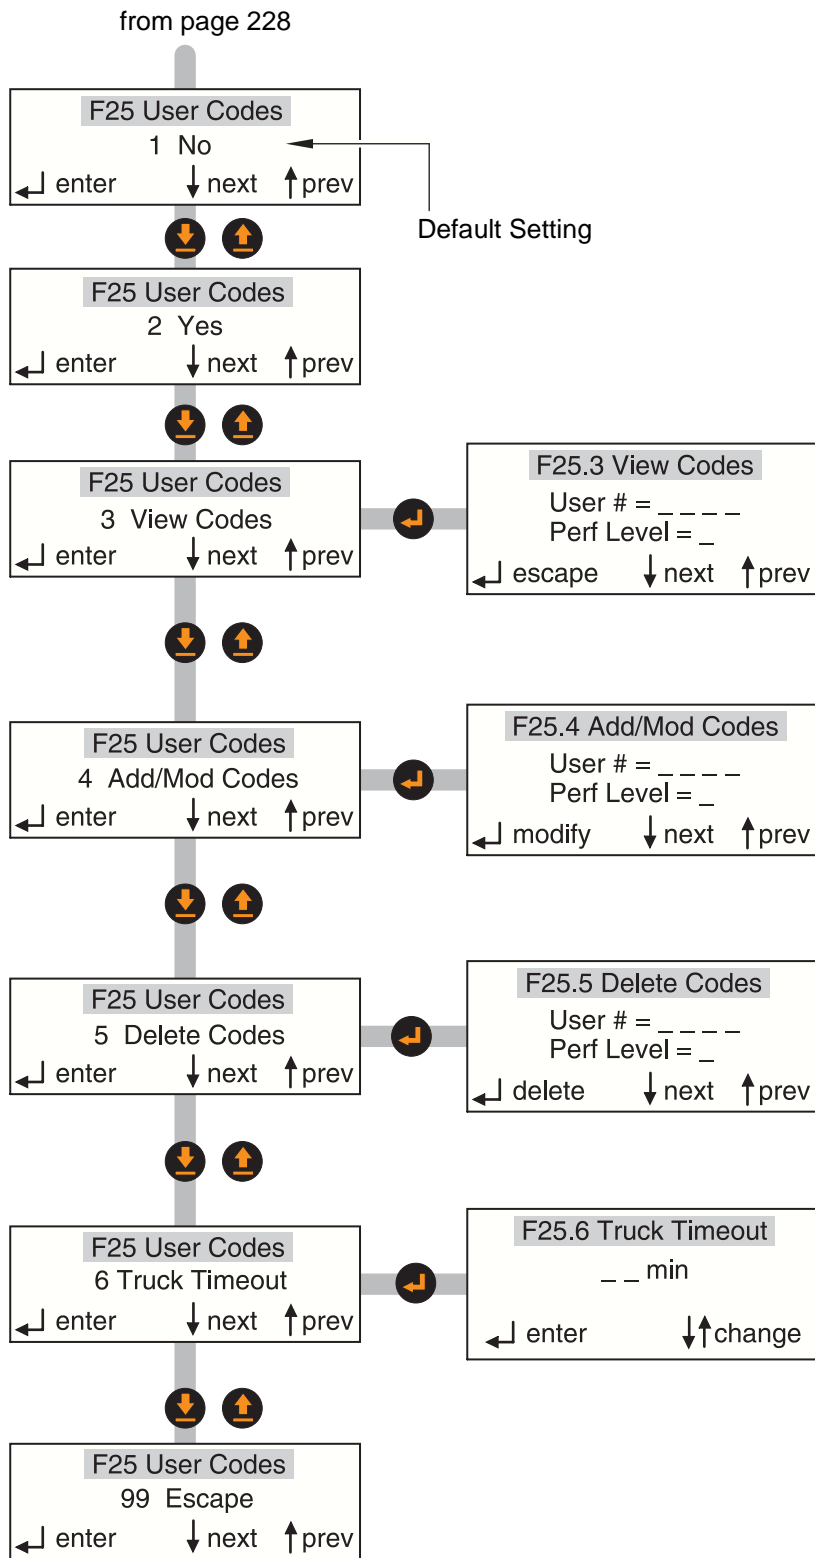 from page 228
F25 User Codes
1 No
enter next prev
Default Setting
F25 User Codes
2 Yes
enter next prev
F25 User Codes
3 View Codes
enter next prev
F25.3 View Codes
User # = _ _ _ _
Perf Level = _
escape next prev
F25 User Codes
4 Add/Mod Codes
enter next prev
F25.4 Add/Mod Codes
User # = _ _ _ _
Perf Level = _
modify next prev
F25 User Codes
5 Delete Codes
enter next prev
F25.5 Delete Codes
User # = _ _ _ _
Perf Level = _
delete next prev
F25 User Codes
6 Truck Timeout
enter next prev
F25.6 Truck Timeout
_ _ min
enter change
F25 User Codes
99 Escape
enter next prev